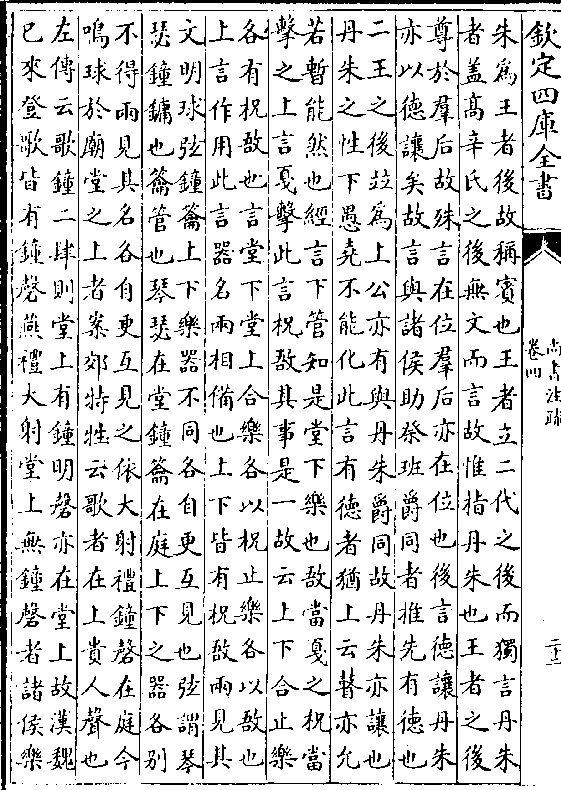 欽定四庫全書
尚書注疏
卷四
二十三
朱為王者後故稱賓也王者立二代之後而獨言丹朱
者盖髙辛氏之後無文而言故惟指丹朱也王者之後
尊於羣后故殊言在位羣后亦在位也後言德讓丹朱
亦以德讓矣故言與諸侯助祭班爵同者推先有德也
二王之後竝為上公亦有與丹朱爵同故丹朱亦讓也
丹朱之性下愚堯不能化此言有德者猶上云瞽亦允
若暫能然也經言下管知是堂下樂也敔當戛之柷當
擊之上言戛擊此言柷敔其事是一故云上下合止樂
各有柷敔也言堂下堂上合樂各以柷止樂各以敔也
上言作用此言器名兩相備也上下皆有柷敔兩見其
文明球弦鐘籥上下樂器不同各自更互見也弦謂琴
瑟鐘鏞也籥管也琴瑟在堂鐘籥在庭上下之器各别
不得兩見其名各自更互見之依大射禮鐘磬在庭今
鳴球於廟堂之上者案郊特牲云歌者在上貴人聲也
左傳云歌鐘二肆則堂上有鐘明磬亦在堂上故漢魏
已來登歌皆有鐘磬燕禮大射堂上無鐘磬者諸侯樂